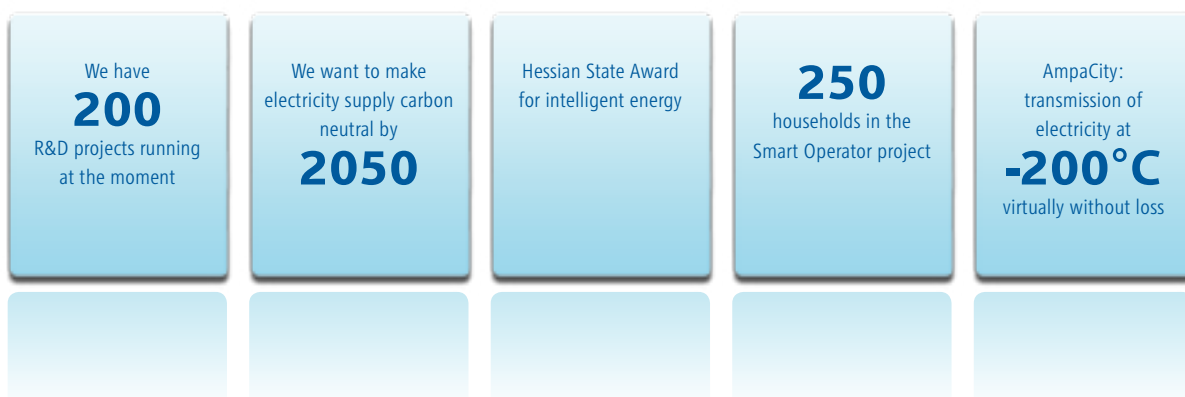 We have
200
R&D projects running
at the moment
We want to make
electricity supply carbon
neutral by
2050
Hessian State Award
for intelligent energy
250
households in the
Smart Operator project
AmpaCity:
transmission of
electricity at
-200°C
virtually without loss